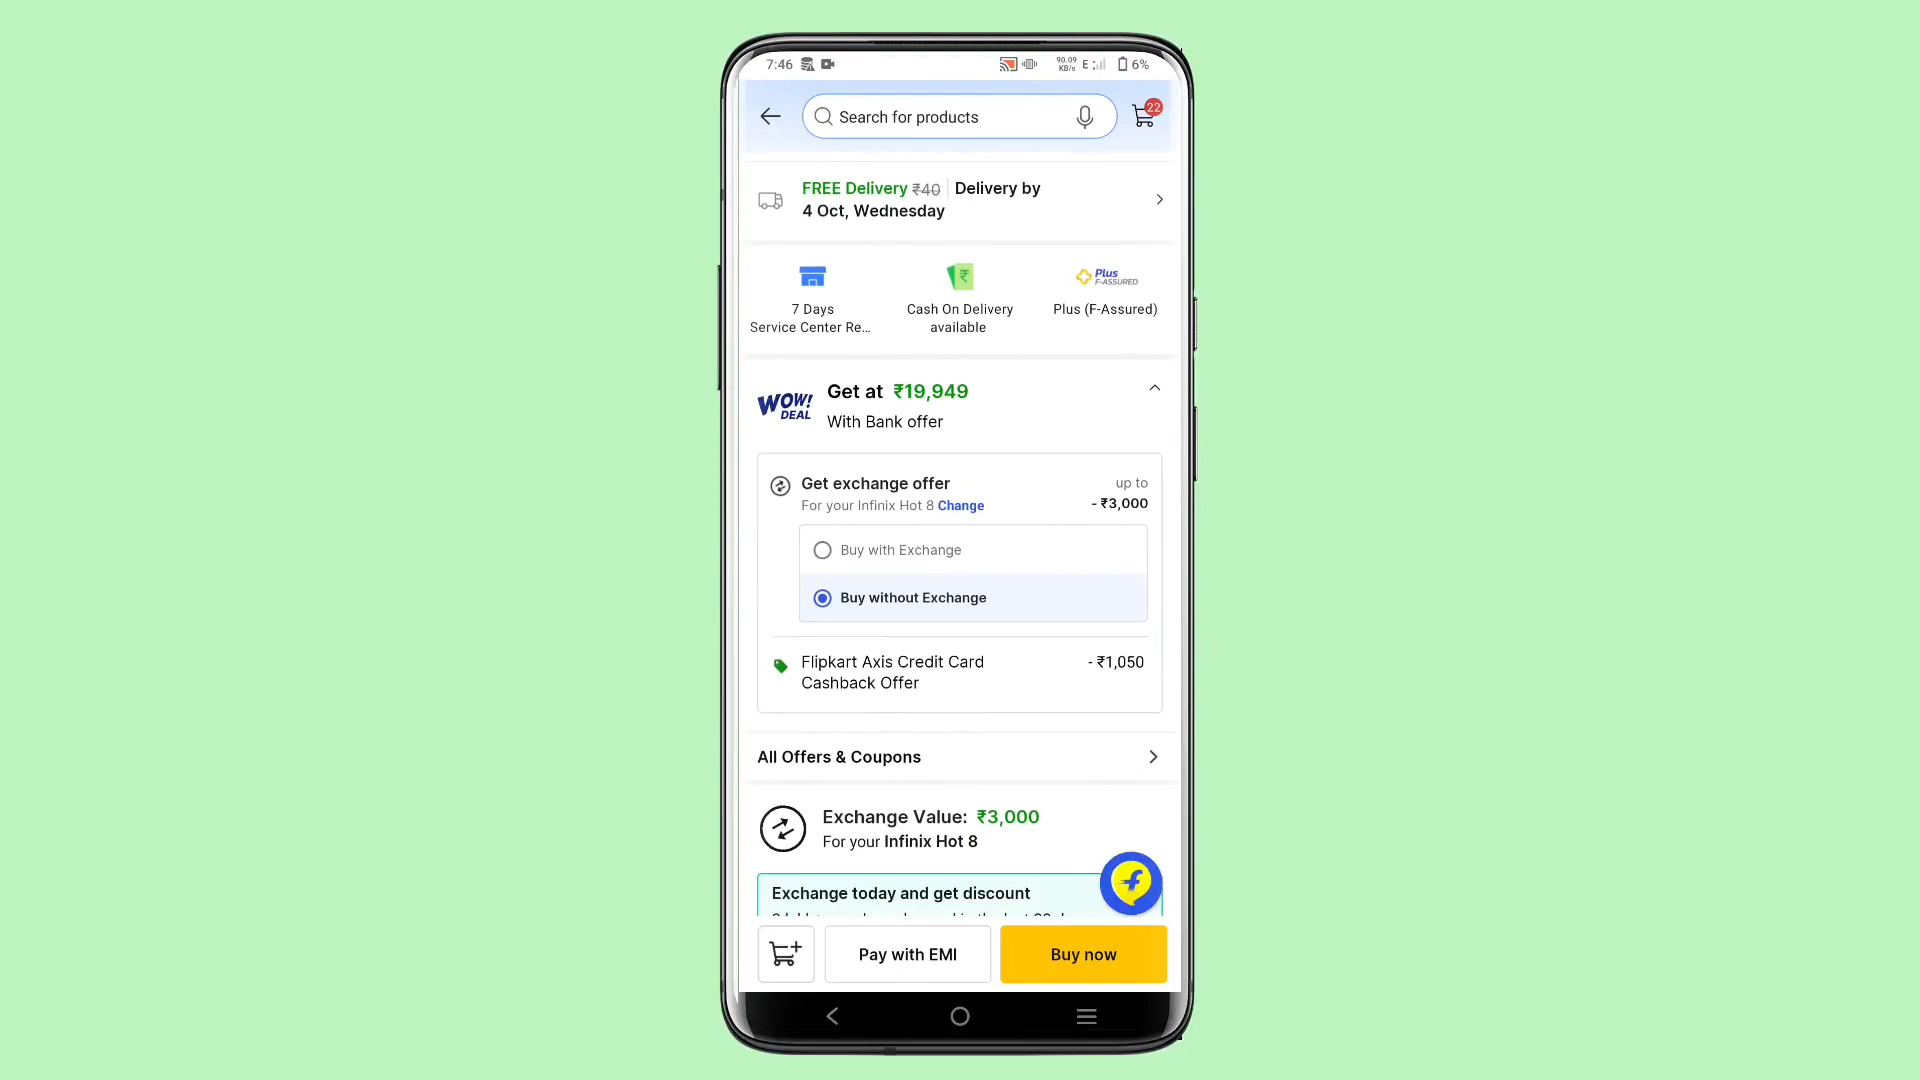 7:46
90.09
KB/s
E
6%
Search for products
22
FREE Delivery ₹40 Delivery by
4 Oct, Wednesday
7 Days
Service Center Re...
Cash On Delivery
available
Plus
F-ASSURED
Plus (F-Assured)
WOW!
DEAL
Get at ₹19,949
With Bank offer
Get exchange offer
up to
For your Infinix Hot 8 Change
- ₹3,000
Buy with Exchange
Buy without Exchange
Flipkart Axis Credit Card
Cashback Offer
- ₹1,050
All Offers & Coupons
Exchange Value: ₹3,000
For your Infinix Hot 8
Exchange today and get discount
Pay with EMI
Buy now